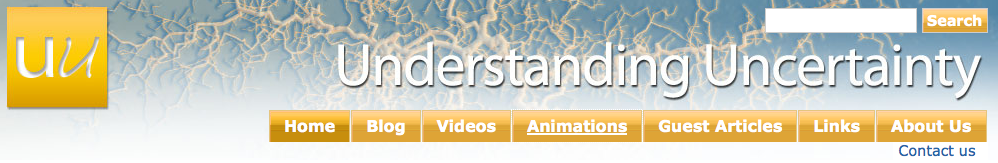 UU
Search
Understanding Uncertainty
Home Blog Videos Animations Guest Articles Links About Us
Contact us